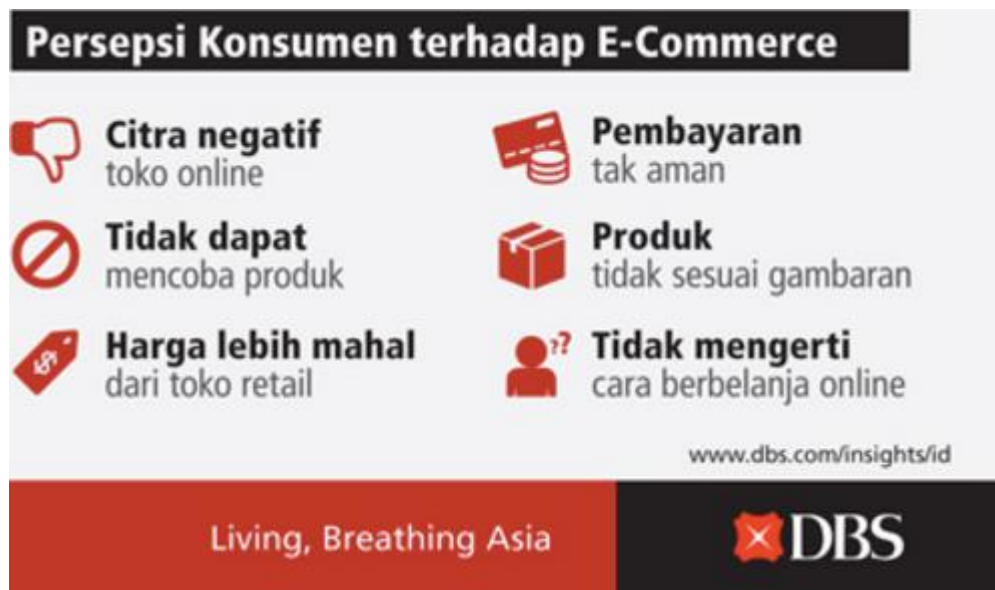 Persepsi Konsumen terhadap E-Commerce
Citra negatif
toko online
Pembayaran
tak aman
Tidak dapat
mencoba produk
Produk
tidak sesuai gambaran
$
Harga lebih mahal
dari toko retail
??
Tidak mengerti
cara berbelanja online
www.dbs.com/insights/id
Living, Breathing Asia
DBS